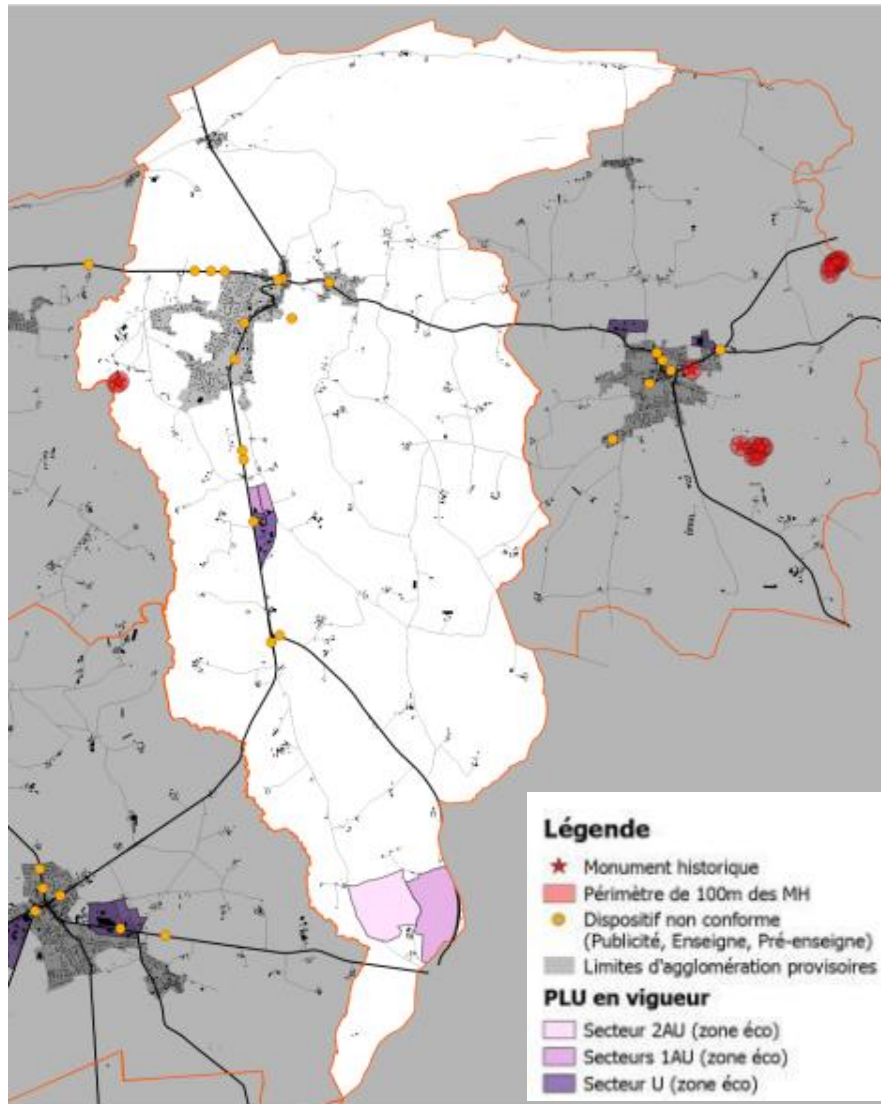 Légende
Monument historique
Périmètre de 100m des MH
Dispositif non conforme
(Publicité, Enseigne, Pré-enseigne)
Limites d'agglomération provisoires
PLU en vigueur
Secteur 2AU (zone éco)
Secteurs 1AU (zone éco)
Secteur U (zone éco)